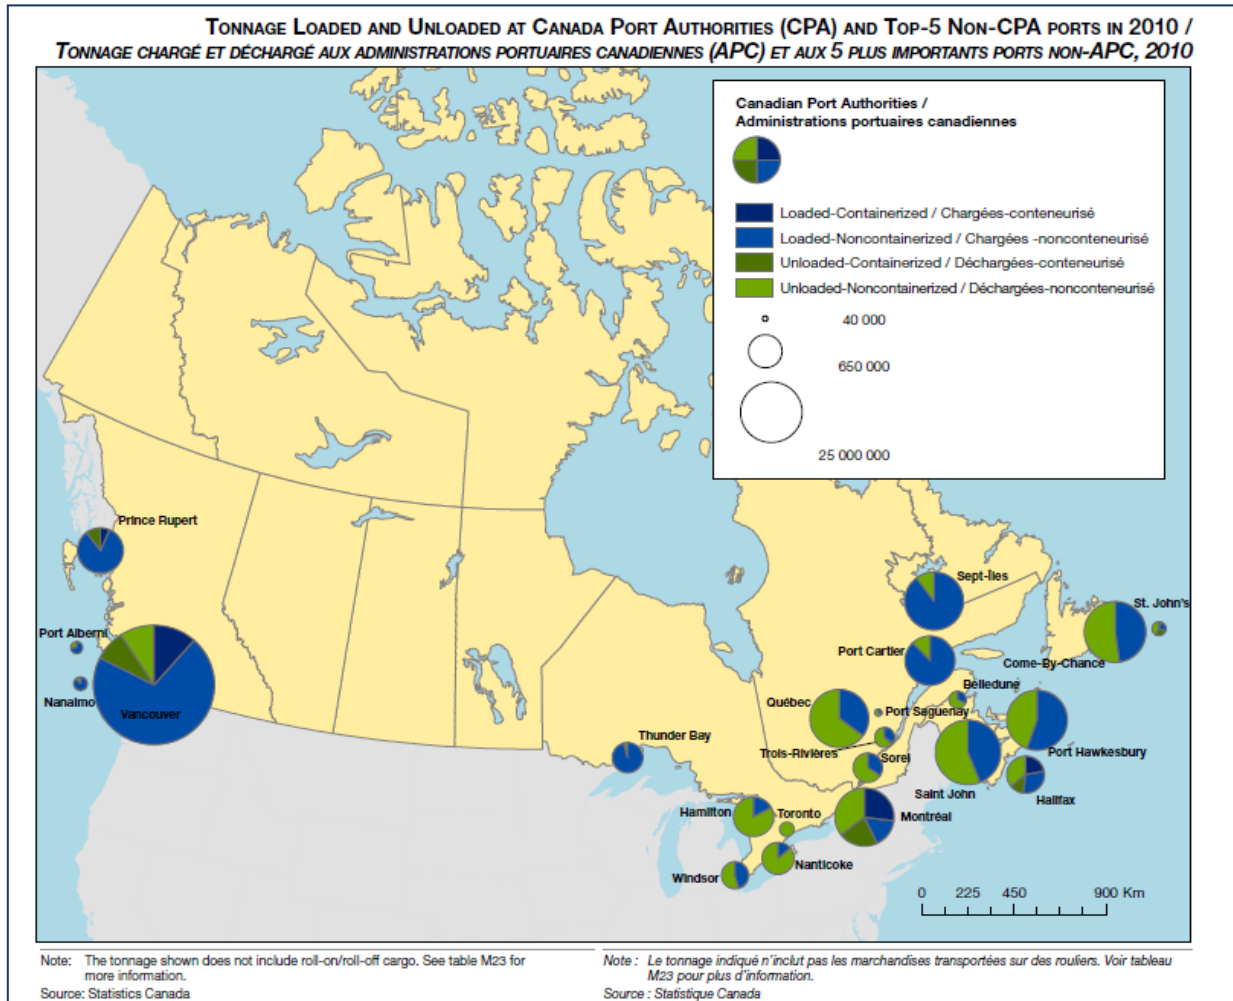 TONNAGE LOADED AND UNLOADED AT CANADA PORT AUTHORITIES (CPA) AND TOP-5 NON-CPA PORTS IN 2010 /
TONNAGE CHARGÉ ET DÉCHARGÉ AUX ADMINISTRATIONS PORTUAIRES CANADIENNES (APC) ET AUX 5 PLUS IMPORTANTS PORTS NON-APC, 2010
Canadian Port Authorities /
Administrations portuaires canadiennes
Loaded-Containerized / Chargées-conteneurisé
Loaded-Noncontainerized / Chargées -nonconteneurisé
Unloaded-Containerized / Déchargées-conteneurisé
Unloaded-Noncontainerized / Déchargées-nonconteneurisé
40 000
650 000
25 000 000
Prince Rupert
Port Alberni
Nanaimo
Vancouver
Thunder Bay
Sept-Îles
St. John's
Port Cartier
Come-By-Chance
Belledune
Québec
Port Saguenay
Trois-Rivières
Sorel
Port Hawkesbury
Saint John
Halifax
Hamilton
Toronto
Montréal
Nanticoke
Windsor
0 225 450 900 Km
Note: The tonnage shown does not include roll-on/roll-off cargo. See table M23 for
more information.
Source: Statistics Canada
Note : Le tonnage indiqué n'inclut pas les marchandises transportées sur des rouliers. Voir tableau
M23 pour plus d'information.
Source : Statistique Canada